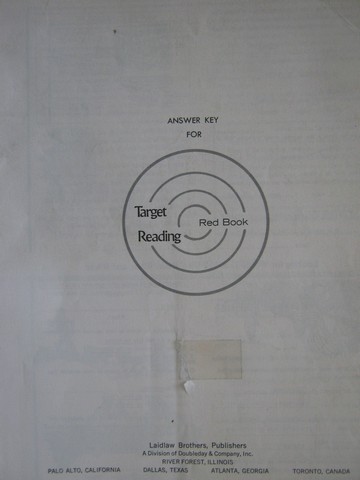 ANSWER KEY
FOR
Target
Red Book
Reading
Laidlaw Brothers, Publishers
A Division of Doubleday & Company, Inc.
RIVER FOREST, ILLINOIS
PALO ALTO, CALIFORNIA DALLAS, TEXAS ATLANTA, GEORGIA TORONTO, CANADA